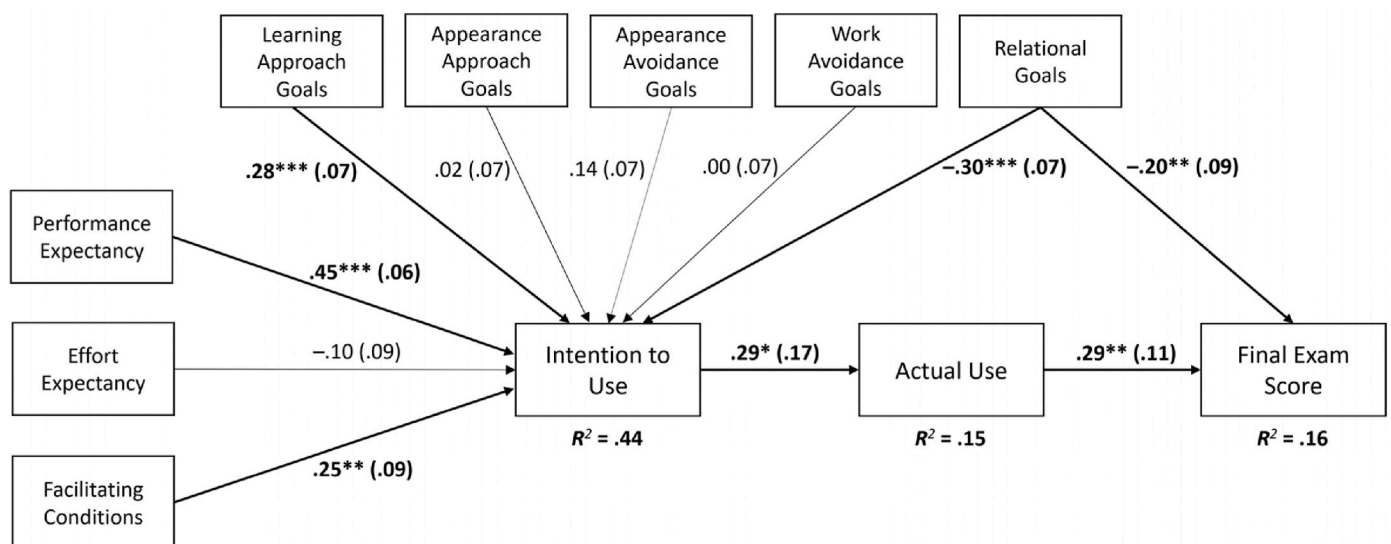 Learning
Approach
Goals
Appearance
Approach
Goals
Appearance
Avoidance
Goals
Work
Avoidance
Goals
Relational
Goals
.28*** (.07)
.02 (.07)
.14 (.07)
.00 (.07)
–.30*** (.07)
–.20** (.09)
Performance
Expectancy
.45*** (.06)
Effort
Expectancy
–.10 (.09)
Intention to
Use
.29* (.17)
Actual Use
.29** (.11)
Final Exam
Score
R² = .44
R² = .15
R² = .16
.25** (.09)
Facilitating
Conditions